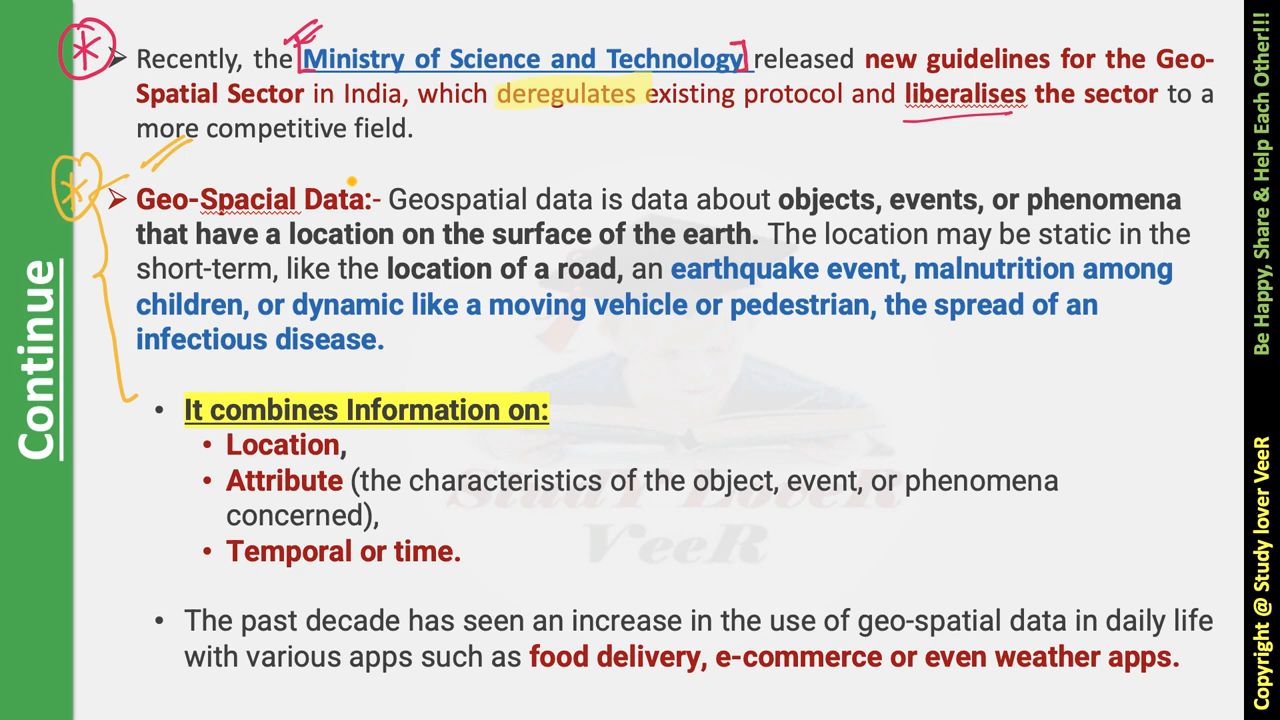 Continue
Recently, the Ministry of Science and Technology released new guidelines for the Geo-
Spatial Sector in India, which deregulates existing protocol and liberalises the sector to a
more competitive field.
Geo-Spacial Data:- Geospatial data is data about objects, events, or phenomena
that have a location on the surface of the earth. The location may be static in the
short-term, like the location of a road, an earthquake event, malnutrition among
children, or dynamic like a moving vehicle or pedestrian, the spread of an
infectious disease.
• It combines Information on:
• Location,
• Attribute (the characteristics of the object, event, or phenomena
concerned),
• Temporal or time.
• The past decade has seen an increase in the use of geo-spatial data in daily life
with various apps such as food delivery, e-commerce or even weather apps.
StudY LoveR
VeeR
Copyright @ Study lover VeeR
Be Happy, Share & Help Each Other!!!